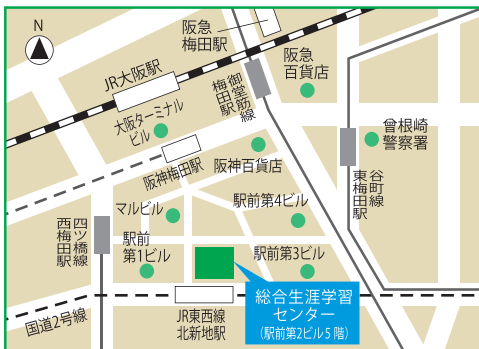 N
阪急
梅田駅
阪急
百貨店
JR大阪駅
御堂筋線
梅田駅
大阪ターミナル
ビル
曾根崎
警察署
阪神梅田駅
阪神百貨店
谷町線
東梅田駅
マルビル
駅前第4ビル
四ツ橋線
西梅田駅
駅前
第1ビル
駅前第3ビル
総合生涯学習
センター
(駅前第2ビル5階)
JR東西線
北新地駅
国道2号線